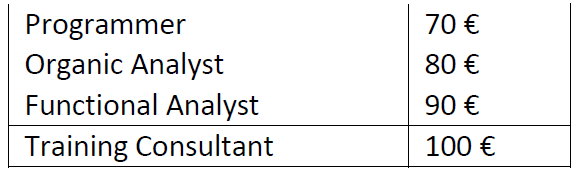 Programmer 70 €
Organic Analyst 80 €
Functional Analyst 90 €
Training Consultant 100 €